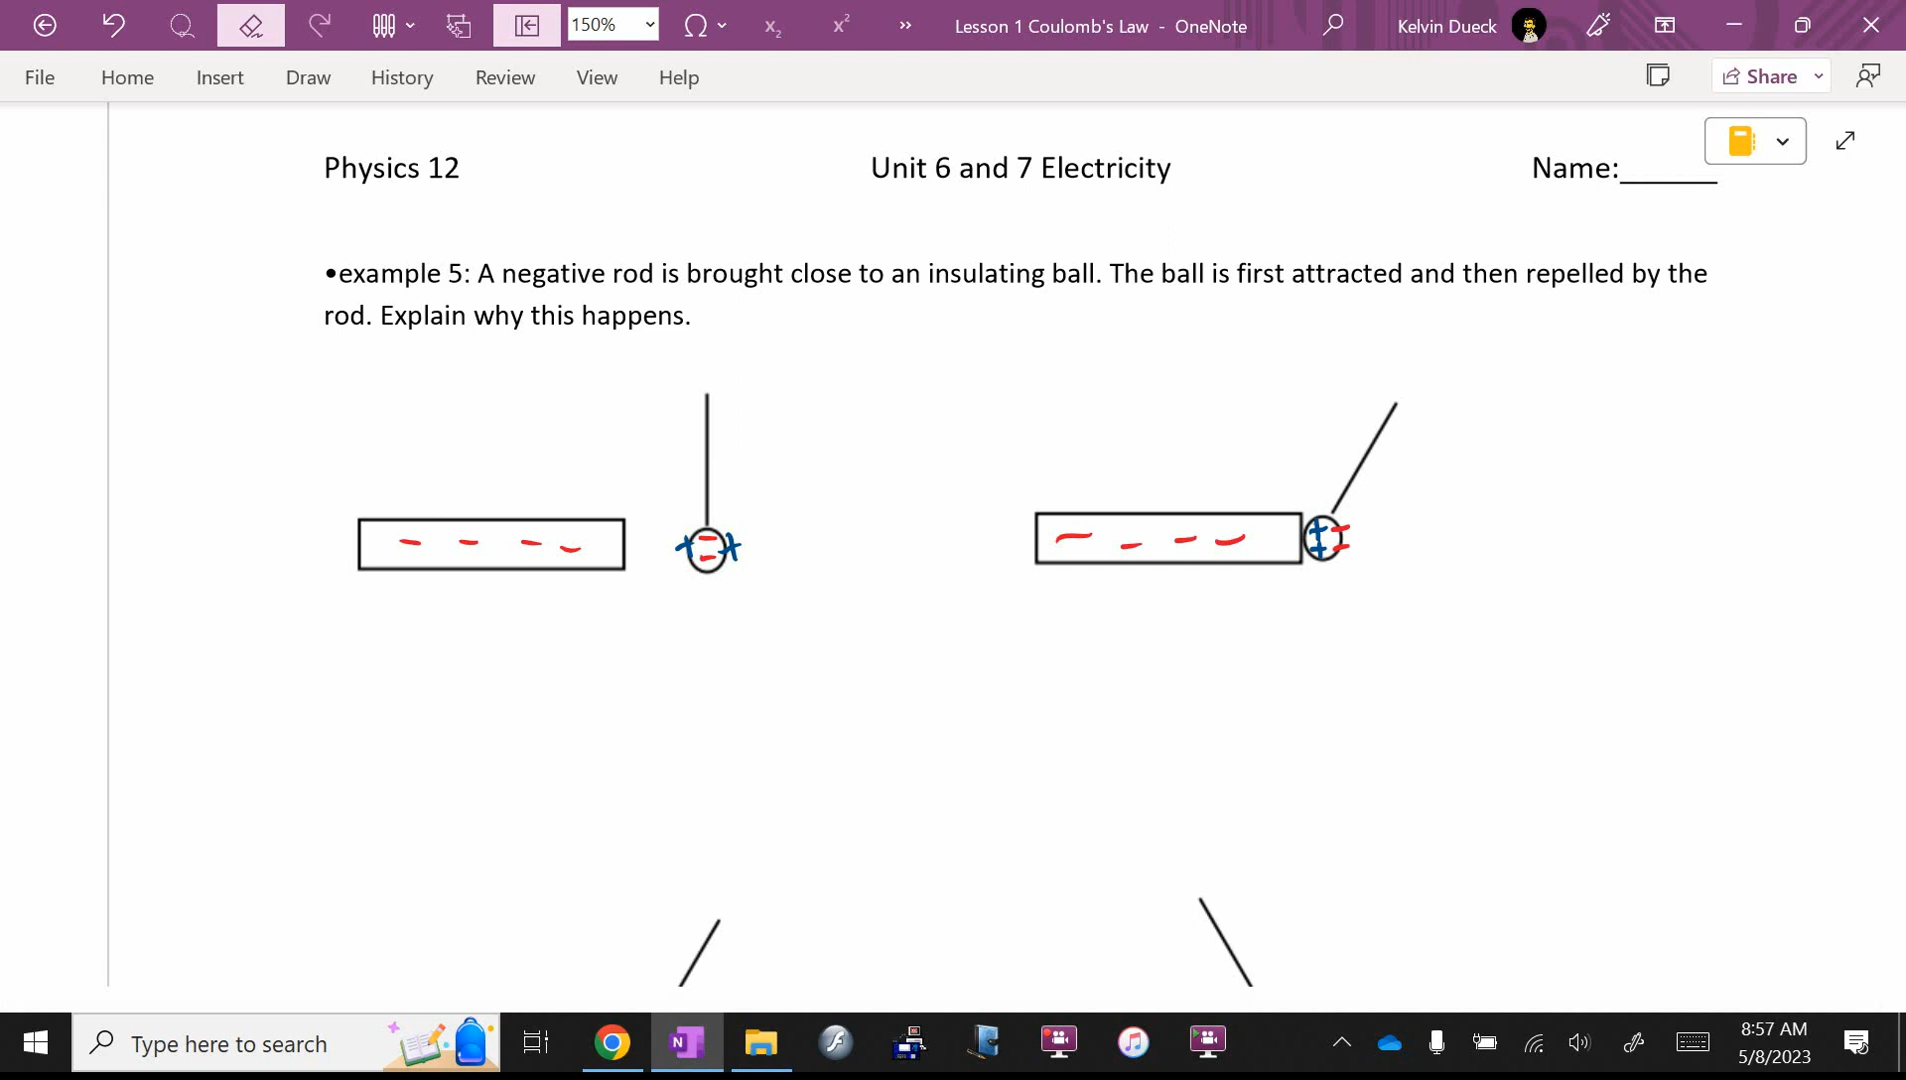 150%
Ω
x₂
x²
»
Lesson 1 Coulomb's Law - OneNote
Kelvin Dueck
File Home Insert Draw History Review View Help
Share
Physics 12 Unit 6 and 7 Electricity Name:______
•example 5: A negative rod is brought close to an insulating ball. The ball is first attracted and then repelled by the
rod. Explain why this happens.
- - - - + - - +
- - - - + + - -
Type here to search
N
8:57 AM
5/8/2023